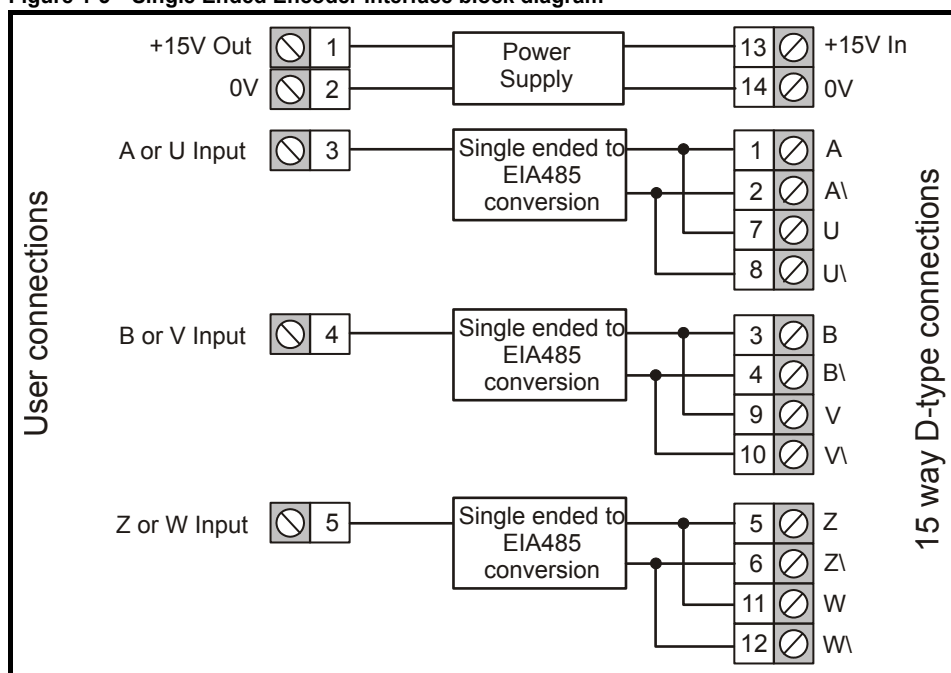 Figure Single Ended Encoder Interface block diagram
+15V Out 1 Power Supply 13 +15V In
0V 2 14 0V
A or U Input 3
Single ended to
EIA485
conversion
1 A
2 A\
7 U
8 U\
B or V Input 4
Single ended to
EIA485
conversion
3 B
4 B\
9 V
10 V\
Z or W Input 5
Single ended to
EIA485
conversion
5 Z
6 Z\
11 W
12 W\
User connections
15 way D-type connections